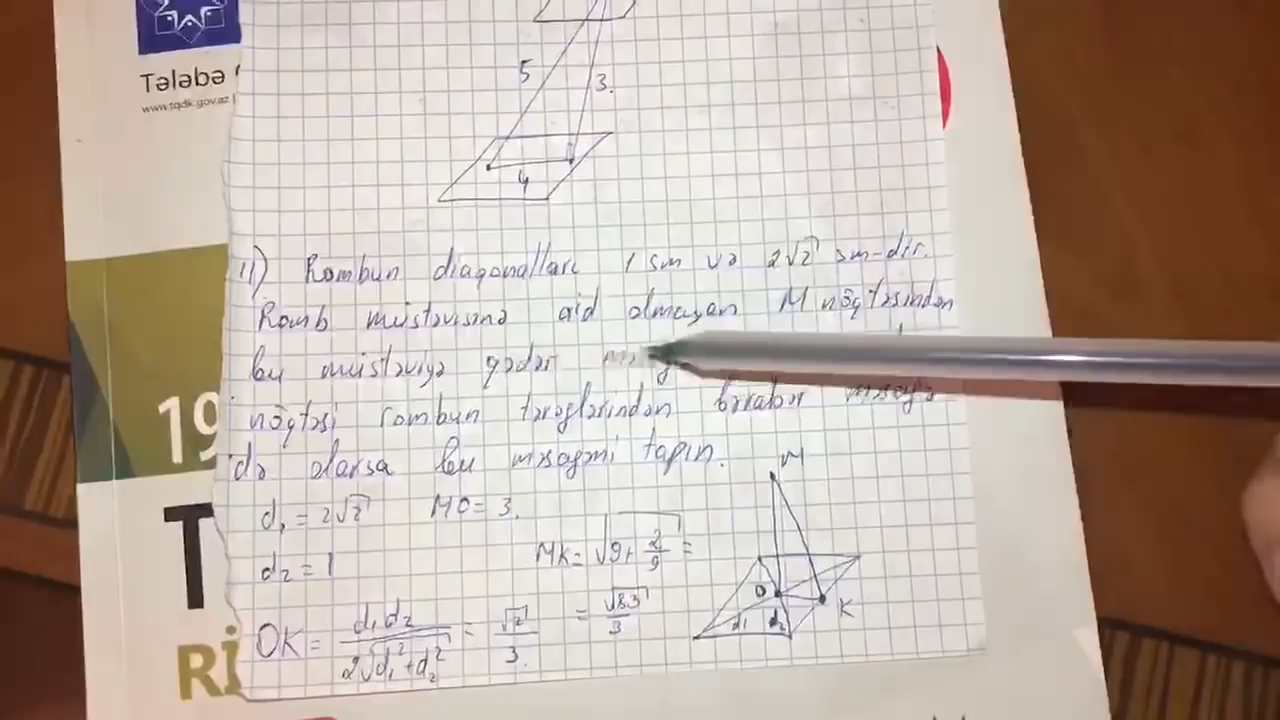 Tələbə
www.tqdk.gov.az
5
3.
4
11) Rombun diaqonalları 1 sm və 2√2 sm-dir.
Romb müstəvisinə aid olmayan M nöqtəsindən
bu müstəviyə qədər
nöqtəsi rombun tərəflərindən bərabər məsafə
də olarsa bu məsafəni tapın.
M
d₁ = 2√2 MO = 3.
d₂ = 1
MK = √9+2/9 =
= √83/3
OK = d₁d₂/2√d₁²+d₂² = √2/3.
O
K
d₁
d₂
19
T
Rİ